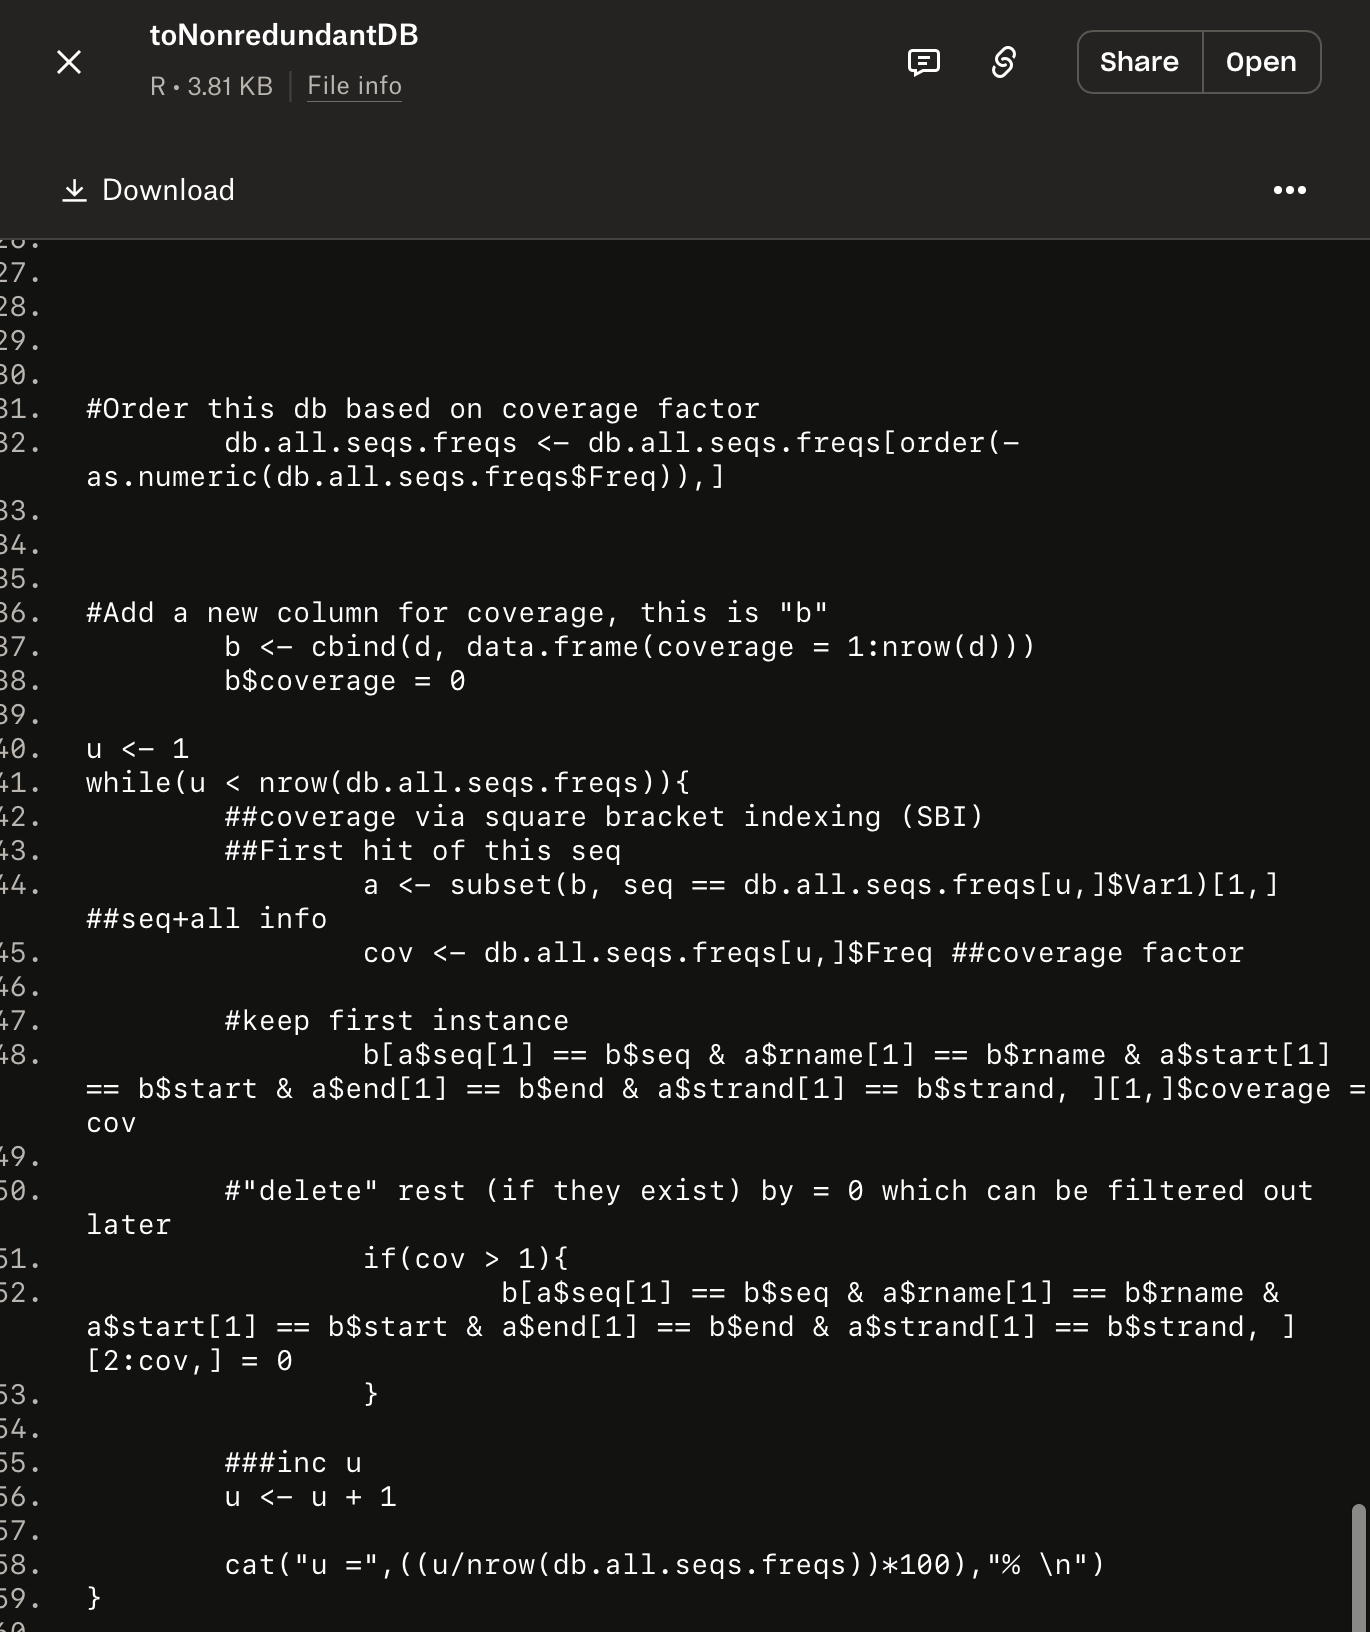 toNonredundantDB
R • 3.81 KB File info
Share Open
Download
27.
28.
29.
30.
31. #Order this db based on coverage factor
32. db.all.seqs.freqs <- db.all.seqs.freqs[order(-
as.numeric(db.all.seqs.freqs$Freq)),]
33.
34.
35.
36. #Add a new column for coverage, this is "b"
37. b <- cbind(d, data.frame(coverage = 1:nrow(d)))
38. b$coverage = 0
39.
40. u <- 1
41. while(u < nrow(db.all.seqs.freqs)){
42. ##coverage via square bracket indexing (SBI)
43. ##First hit of this seq
44. a <- subset(b, seq == db.all.seqs.freqs[u,]$Var1)[1,]
##seq+all info
45. cov <- db.all.seqs.freqs[u,]$Freq ##coverage factor
46.
47. #keep first instance
48. b[a$seq[1] == b$seq & a$rname[1] == b$rname & a$start[1]
== b$start & a$end[1] == b$end & a$strand[1] == b$strand, ][1,]$coverage =
cov
49.
50. #"delete" rest (if they exist) by = 0 which can be filtered out
later
51. if(cov > 1){
52. b[a$seq[1] == b$seq & a$rname[1] == b$rname &
a$start[1] == b$start & a$end[1] == b$end & a$strand[1] == b$strand, ]
[2:cov,] = 0
53. }
54.
55. ###inc u
56. u <- u + 1
57.
58. cat("u =",((u/nrow(db.all.seqs.freqs))*100),"% \n")
59. }